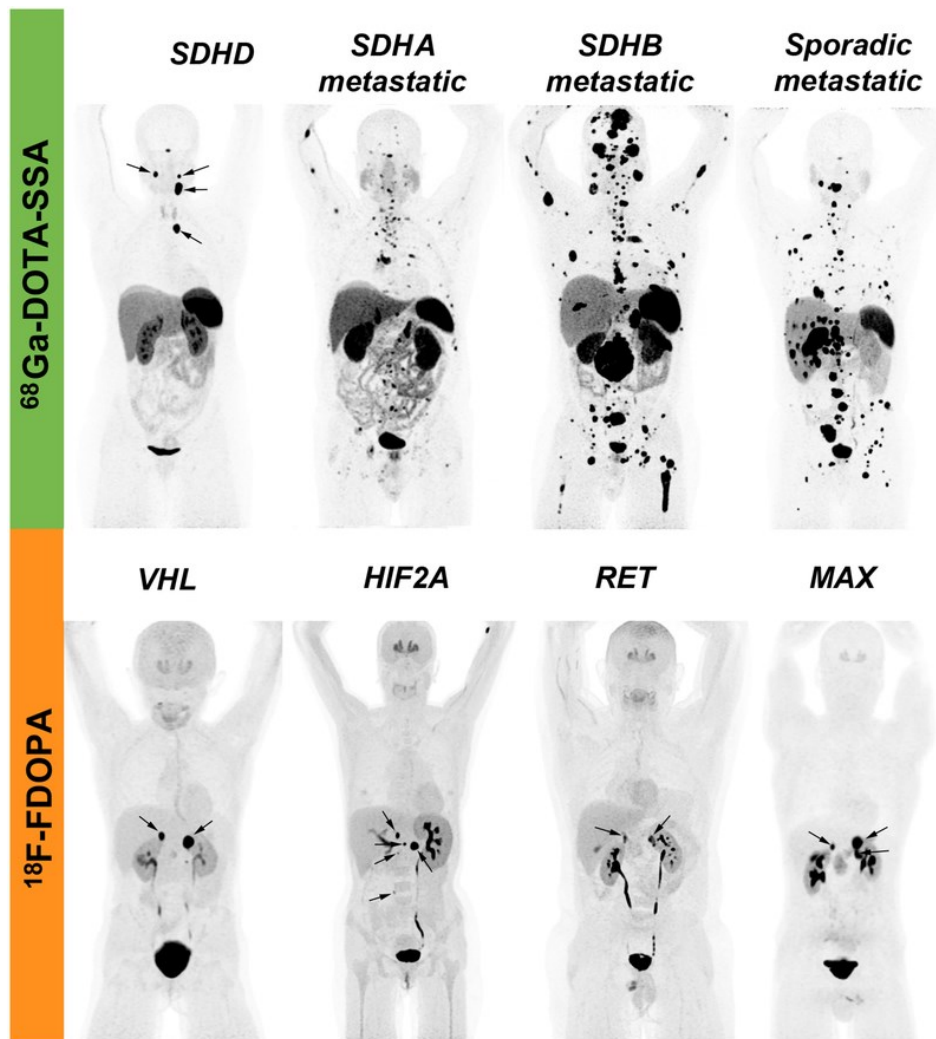 ⁶⁸Ga-DOTA-SSA
SDHD
SDHA
metastatic
SDHB
metastatic
Sporadic
metastatic
¹⁸F-FDOPA
VHL
HIF2A
RET
MAX